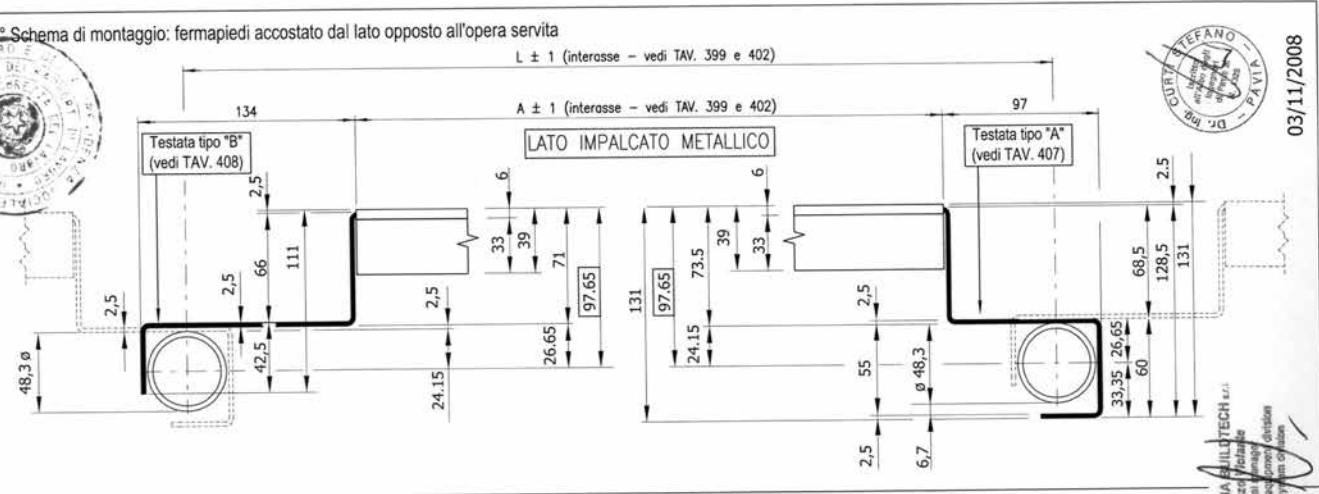 ° Schema di montaggio: fermapiedi accostato dal lato opposto all'opera servita
L ± 1 (interasse – vedi TAV. 399 e 402)
A ± 1 (interasse – vedi TAV. 399 e 402)
134
97
LATO IMPALCATO METALLICO
Testata tipo "B"
(vedi TAV. 408)
Testata tipo "A"
(vedi TAV. 407)
CURTI STEFANO – PAVIA – Dr. Ing.
03/11/2008
2,5
66
111
2,5
2,5
42,5
48,3 ø
6
33
39
71
97.65
2,5
26.65
24.15
6
39
33
73.5
97.65
131
2,5
24.15
55
ø 48,3
2,5
6,7
2.5
68,5
128,5
131
26,65
33,35
60
BUILDTECH s.r.l.